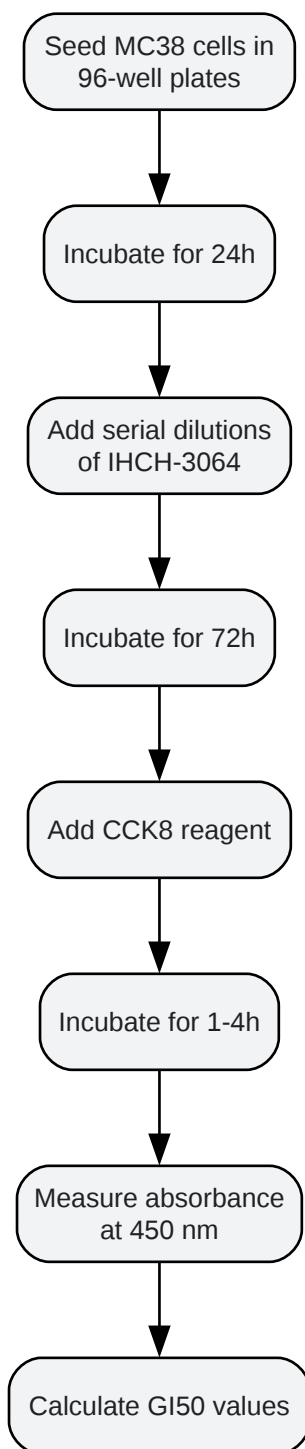 Seed MC38 cells in
96-well plates
Incubate for 24h
Add serial dilutions
of IHCH-3064
Incubate for 72h
Add CCK8 reagent
Incubate for 1-4h
Measure absorbance
at 450 nm
Calculate GI50 values